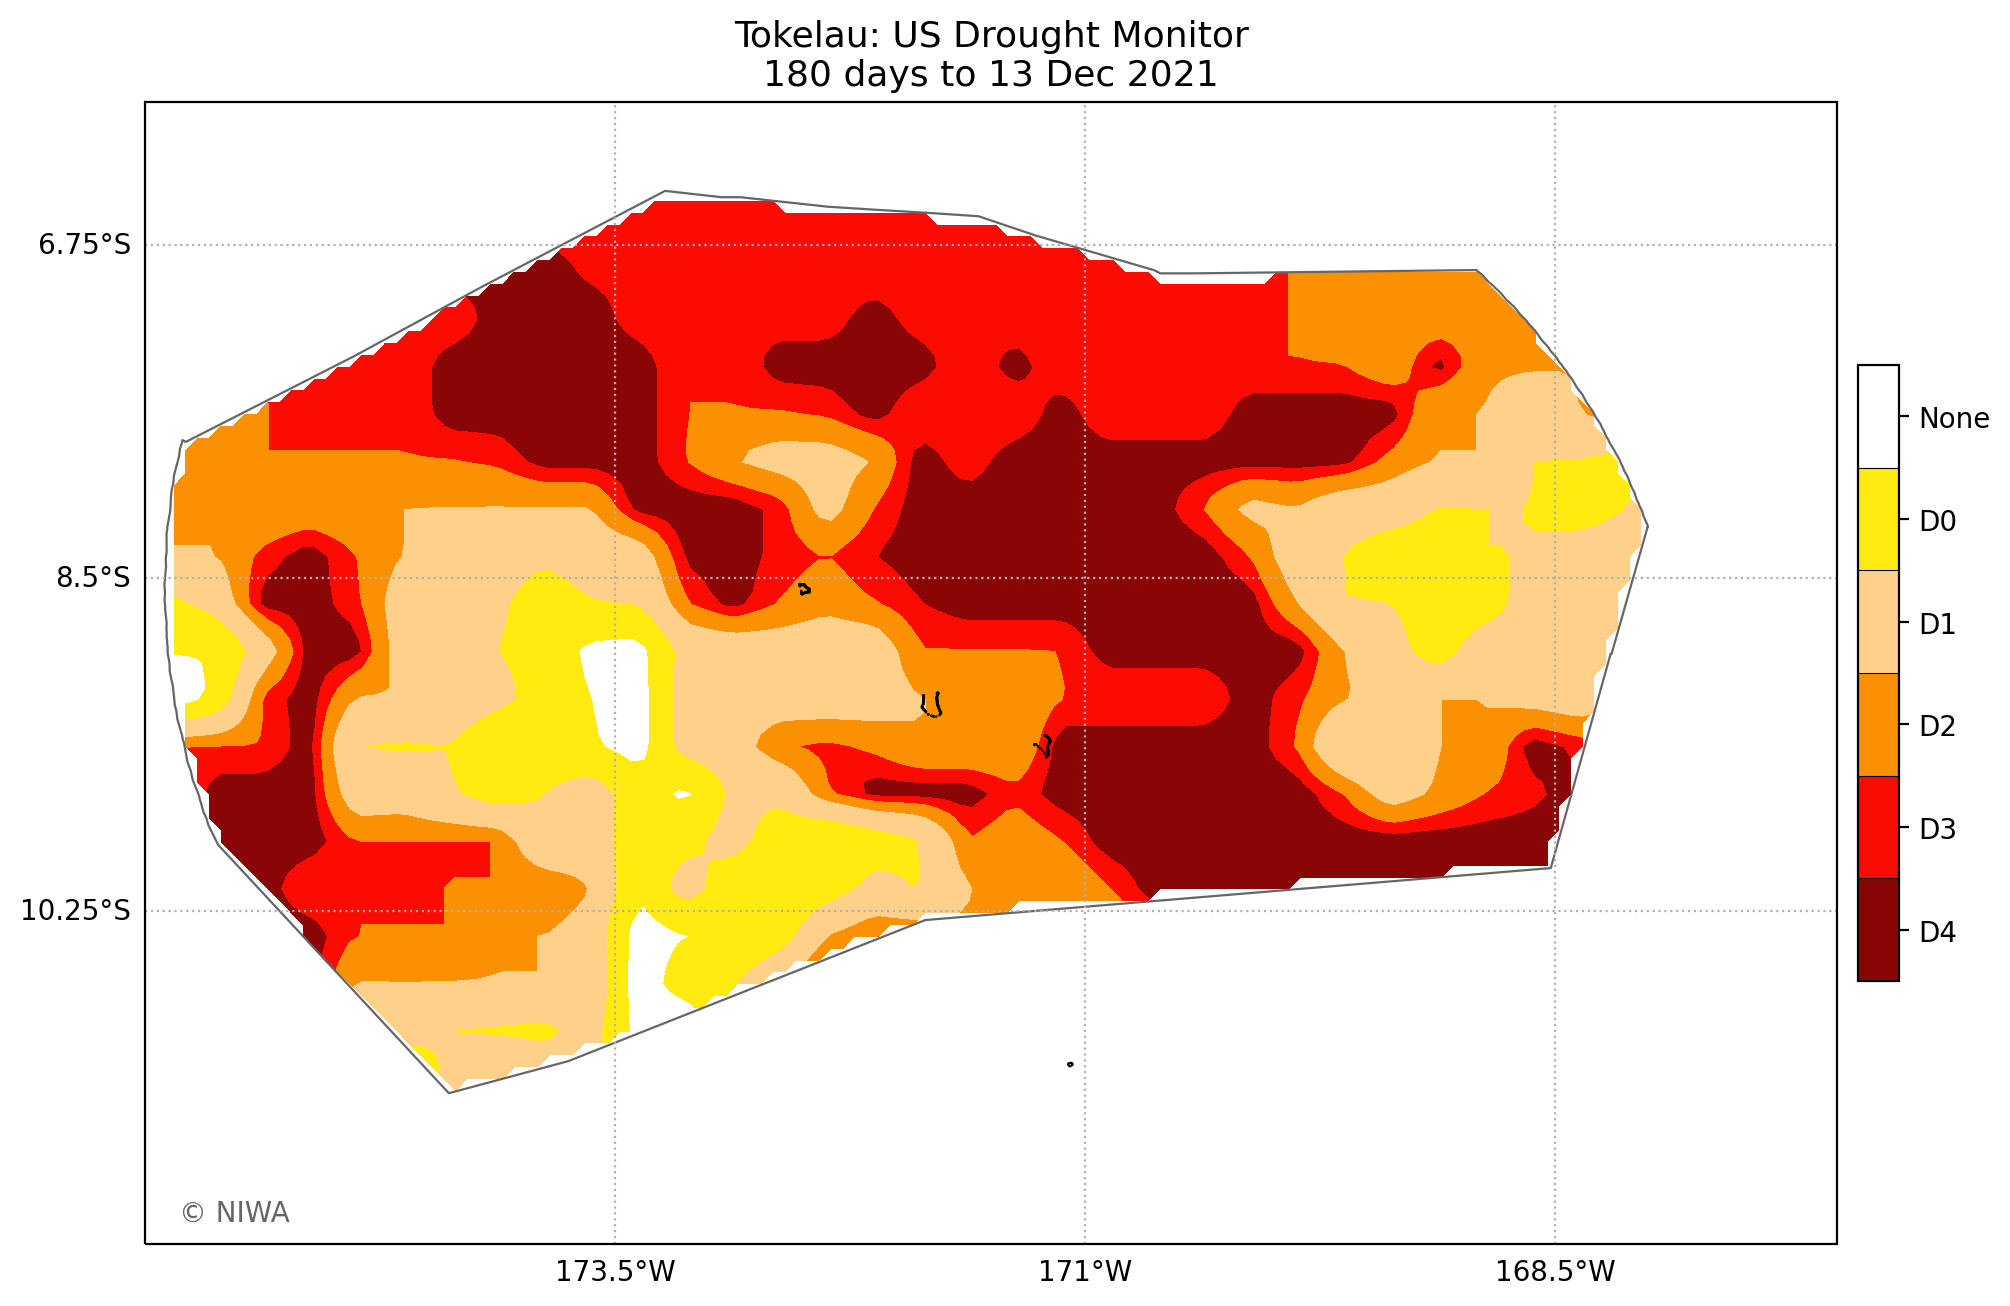 Tokelau: US Drought Monitor
180 days to 13 Dec 2021
6.75°S
8.5°S
10.25°S
173.5°W
171°W
168.5°W
None
D0
D1
D2
D3
D4
© NIWA